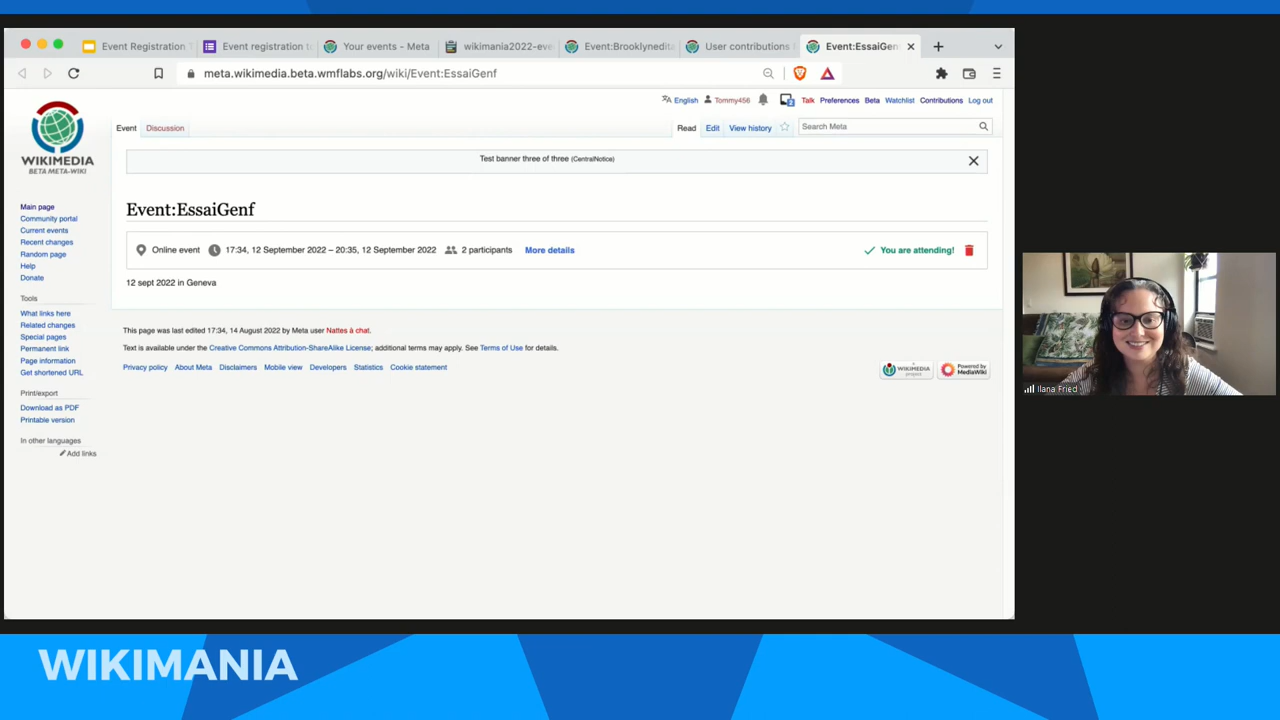 Event Registration T
Event registration to
Your events - Meta
wikimania2022-eve
Event:Brooklynedita
User contributions
Event:EssaiGenf
meta.wikimedia.beta.wmflabs.org/wiki/Event:EssaiGenf
English Tommy456 Talk Preferences Beta Watchlist Contributions Log out
Event Discussion Read Edit View history Search Meta
WIKIMEDIA
BETA META-WIKI
Test banner three of three (CentralNotice)
Main page
Community portal
Current events
Recent changes
Random page
Help
Donate
Tools
What links here
Related changes
Special pages
Permanent link
Page information
Get shortened URL
Print/export
Download as PDF
Printable version
In other languages
Add links
Event:EssaiGenf
Online event 17:34, 12 September 2022 – 20:35, 12 September 2022 2 participants More details You are attending!
12 sept 2022 in Geneva
This page was last edited 17:34, 14 August 2022 by Meta user Nattes à chat.
Text is available under the Creative Commons Attribution-ShareAlike License; additional terms may apply. See Terms of Use for details.
Privacy policy About Meta Disclaimers Mobile view Developers Statistics Cookie statement
WIKIMEDIA
project
Powered by
MediaWiki
Ilana Fried
WIKIMANIA